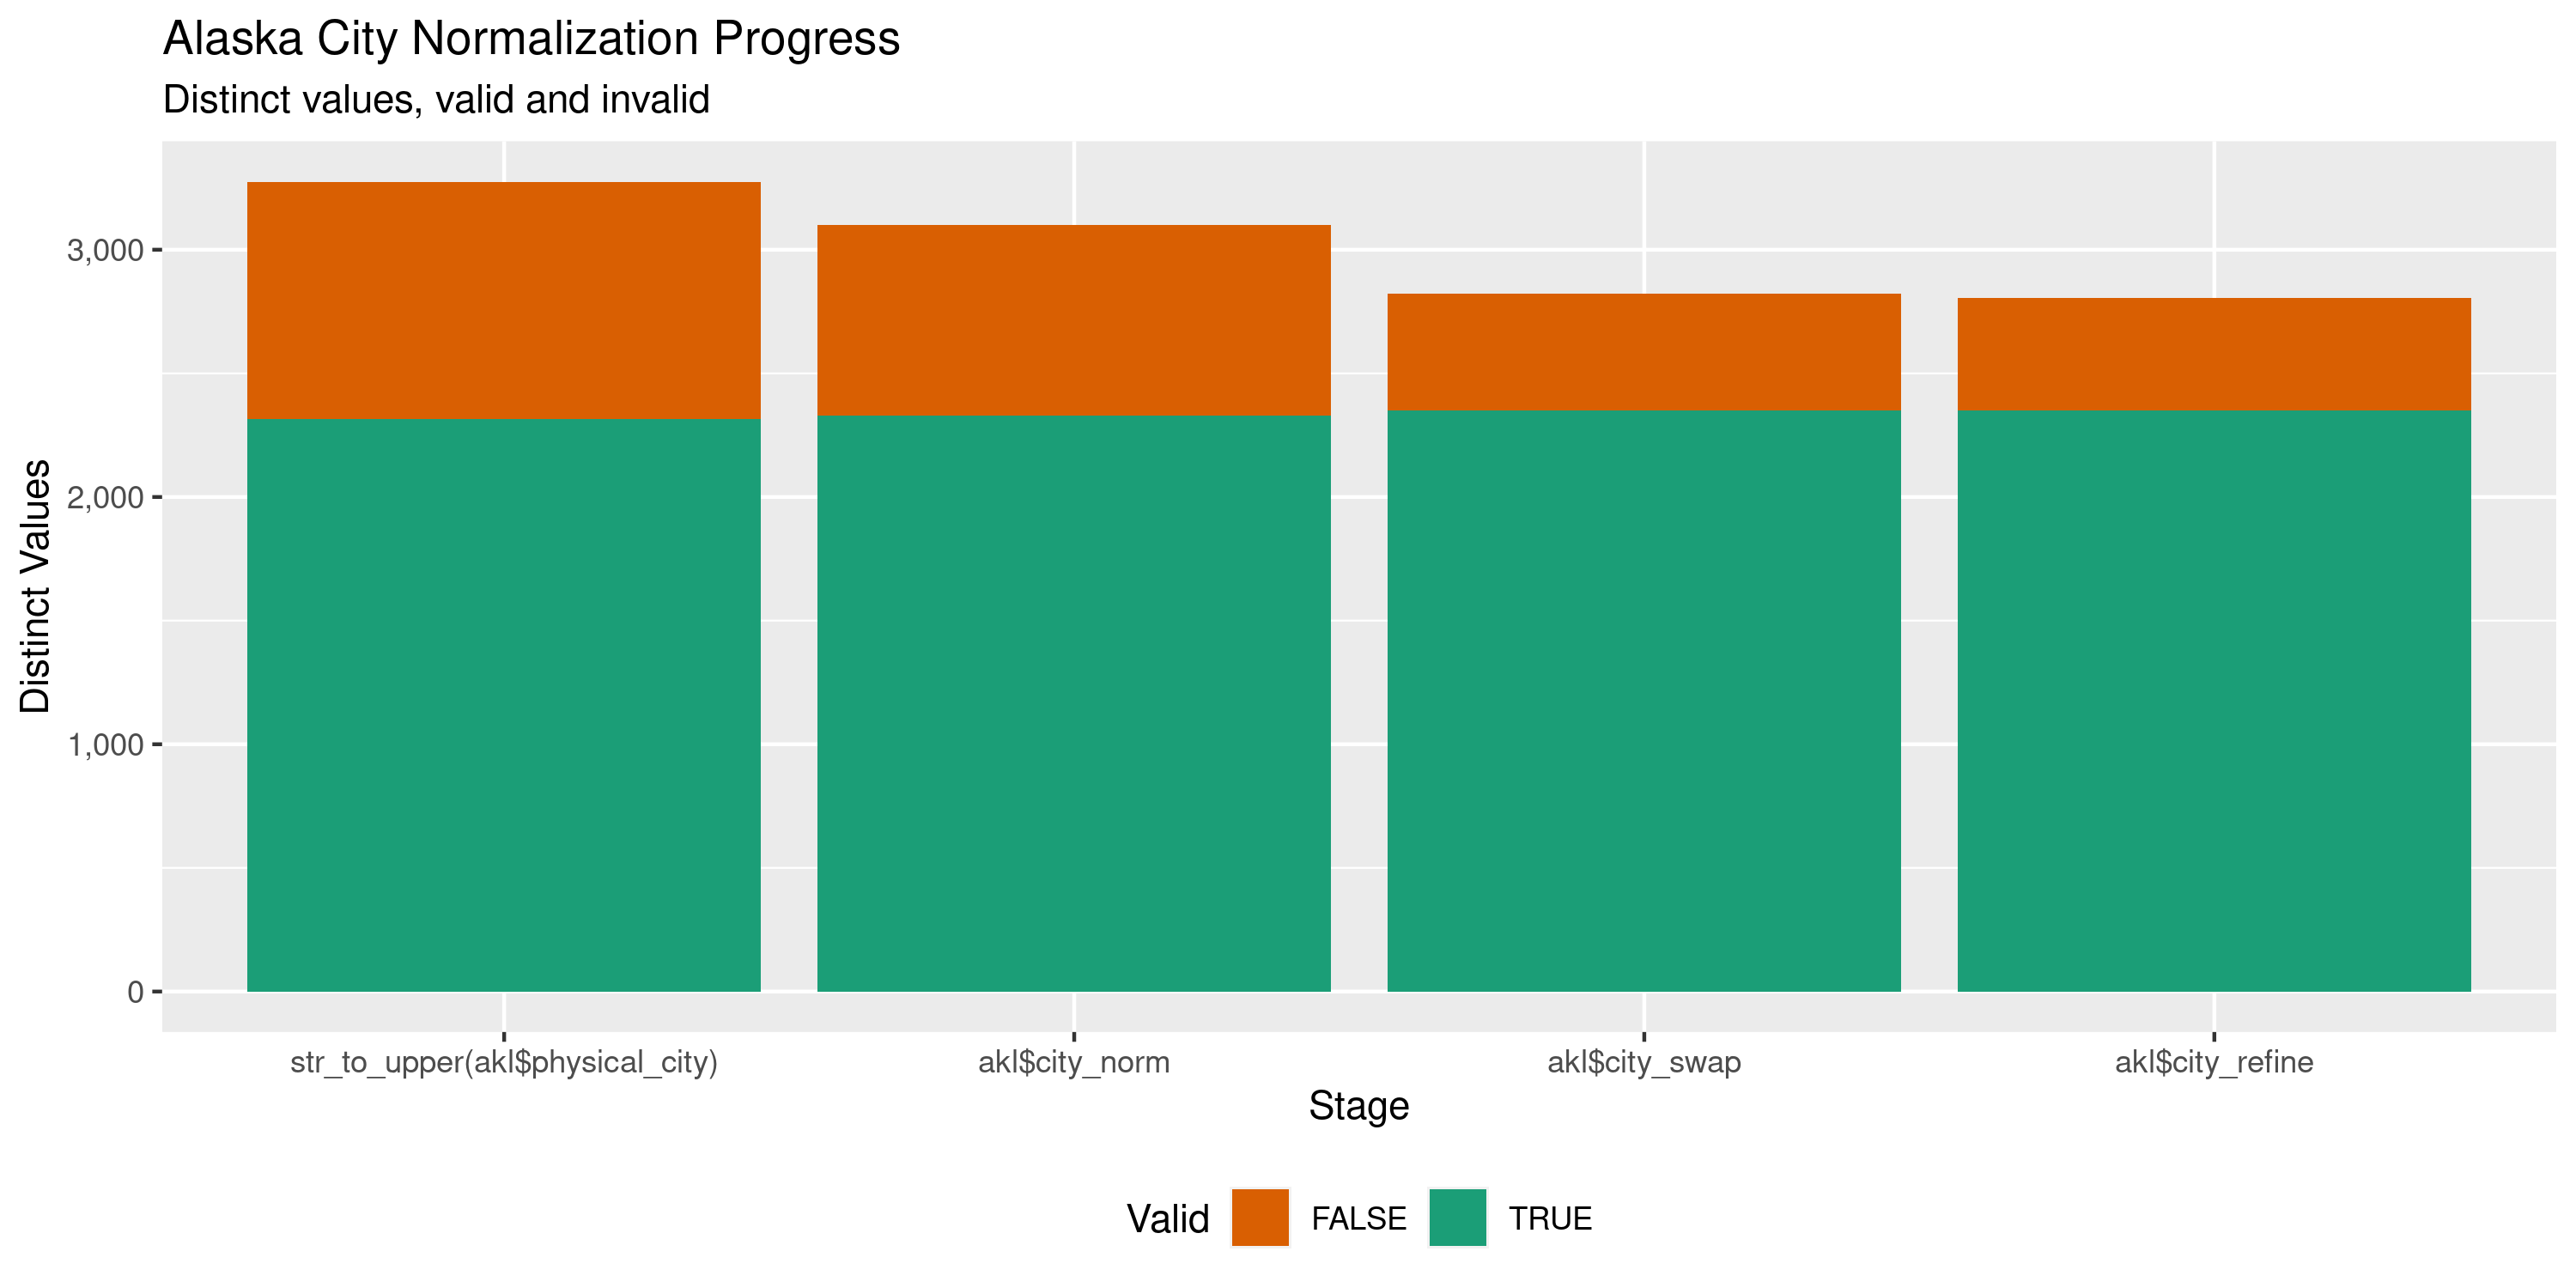 Alaska City Normalization Progress
Distinct values, valid and invalid
Distinct Values
3,000
2,000
1,000
0
str_to_upper(akl$physical_city)
akl$city_norm
akl$city_swap
akl$city_refine
Stage
Valid
FALSE
TRUE